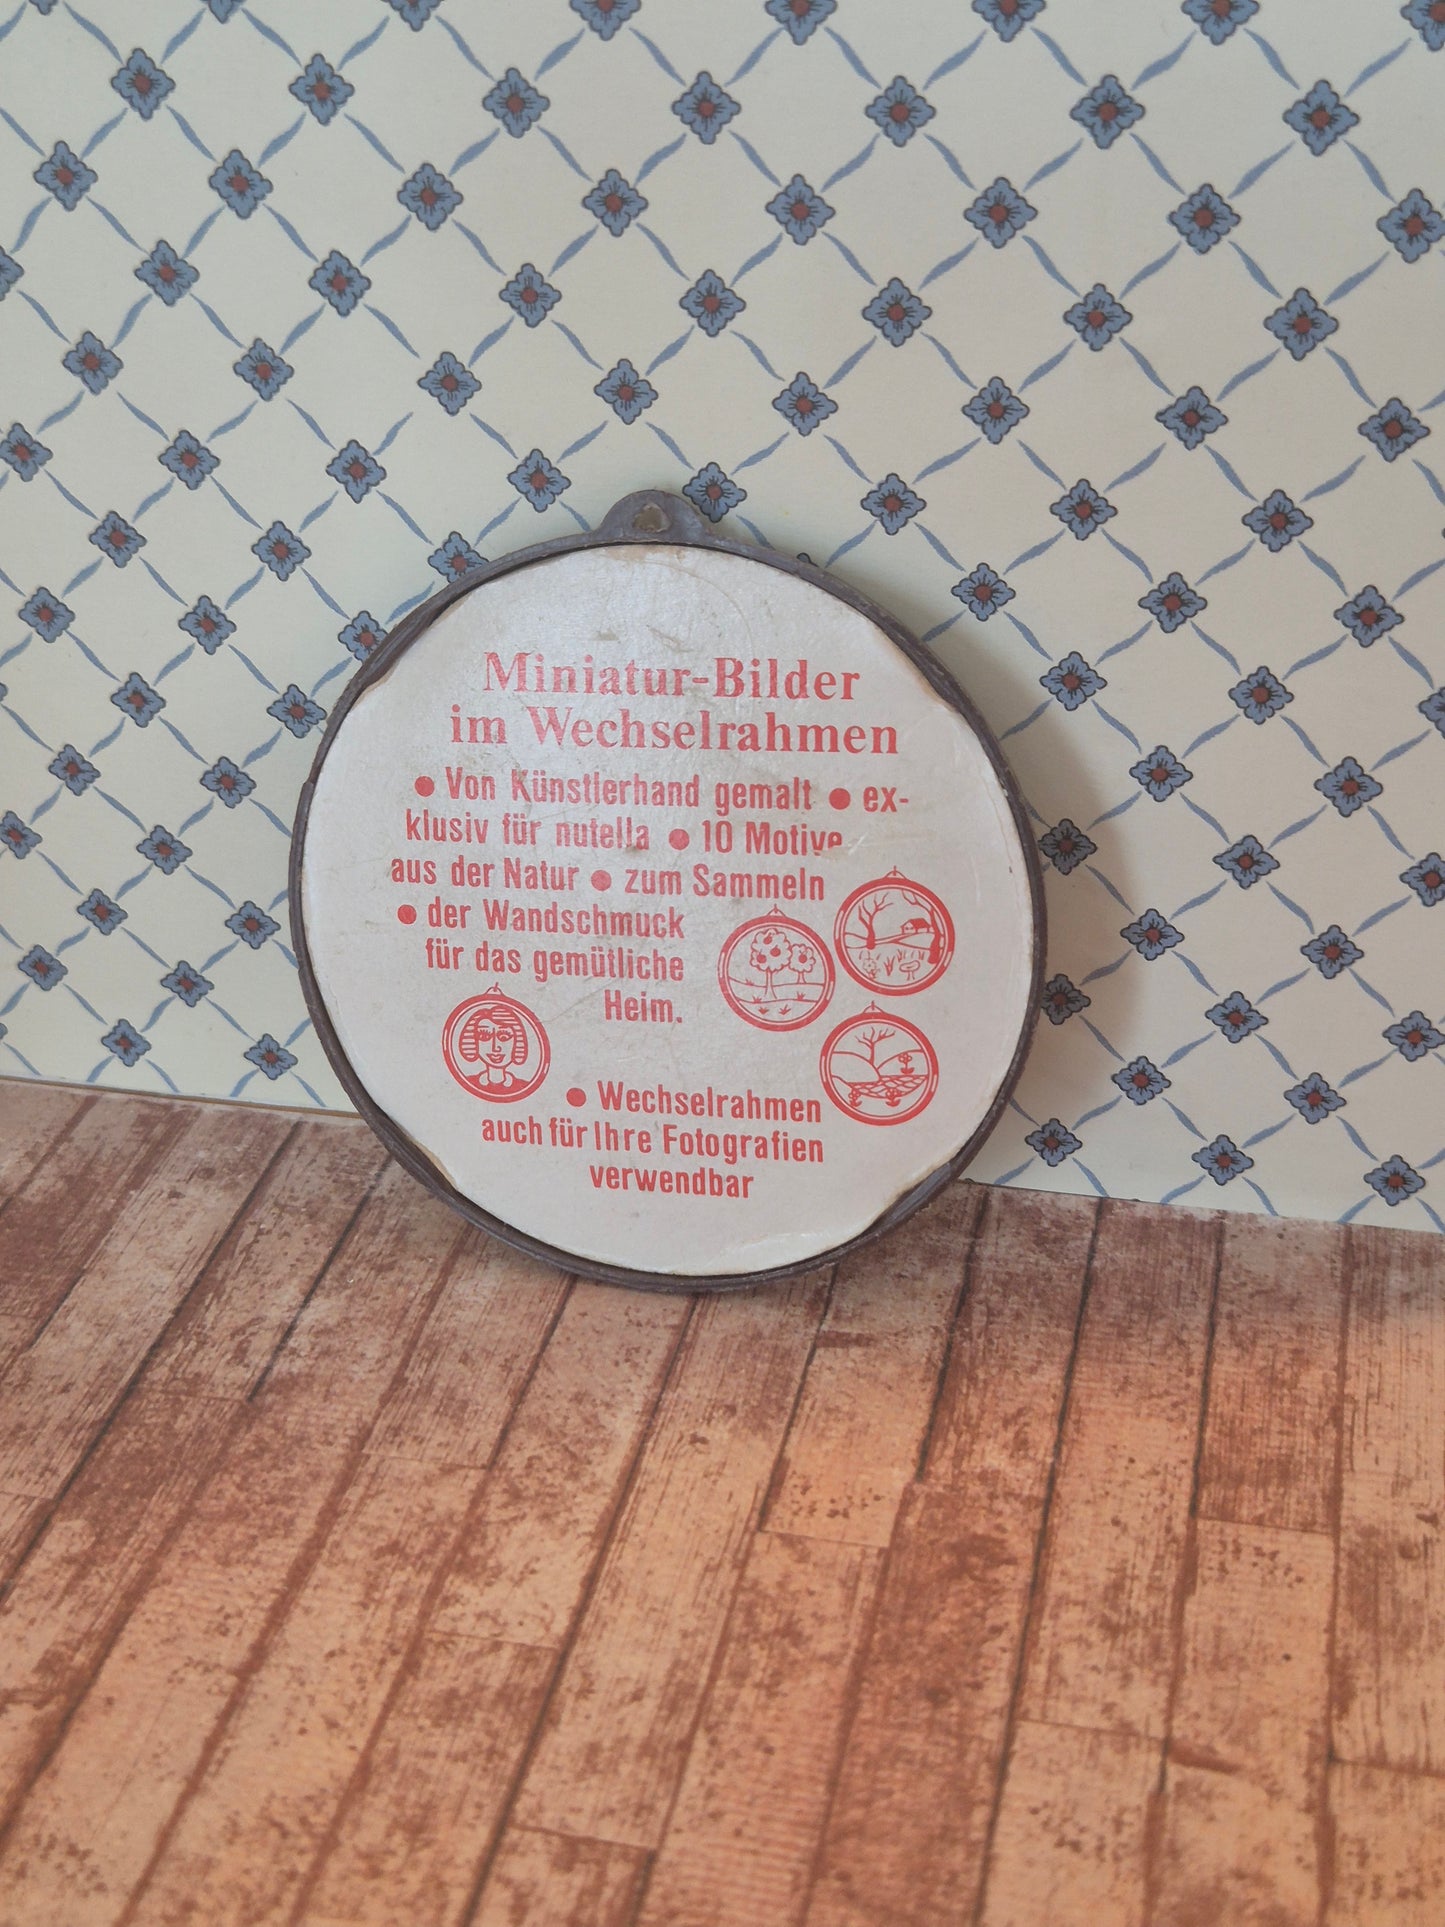 Miniatur-Bilder
im Wechselrahmen
● Von Künstlerhand gemalt ● ex-
klusiv für nutella ● 10 Motive
aus der Natur ● zum Sammeln
● der Wandschmuck
für das gemütliche
Heim.
● Wechselrahmen
auch für Ihre Fotografien
verwendbar